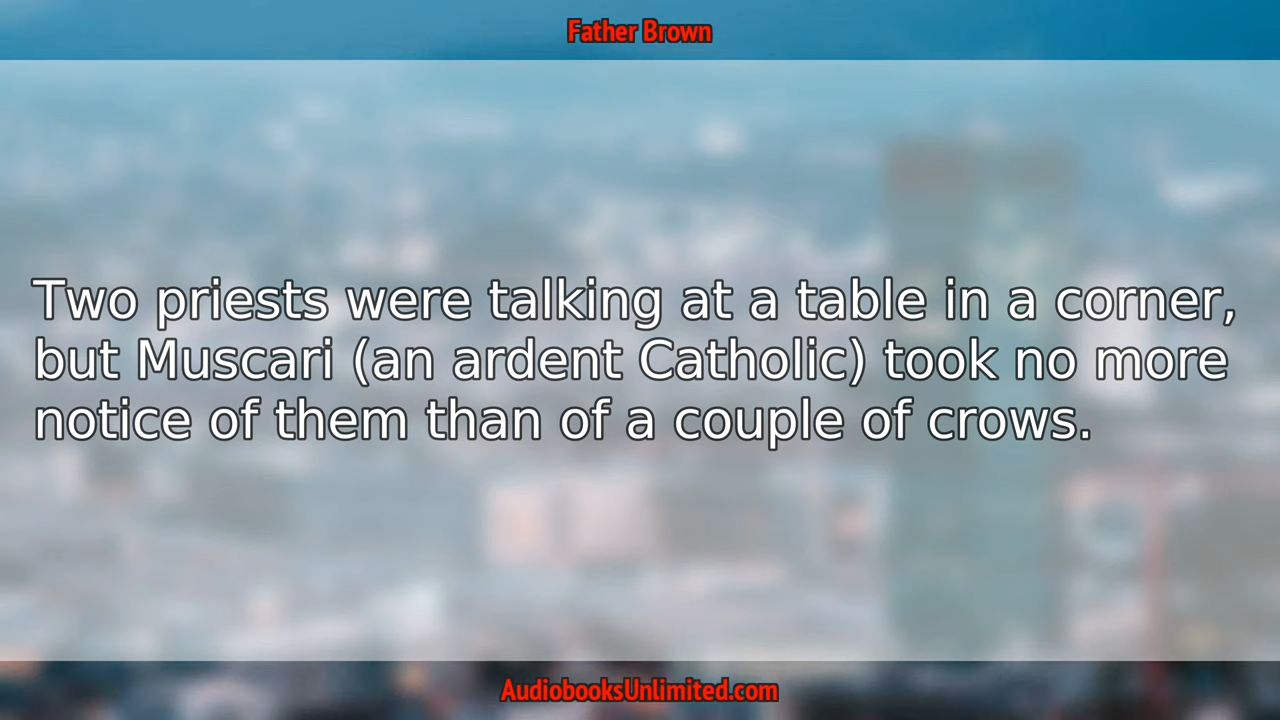 Father Brown
Two priests were talking at a table in a corner,
but Muscari (an ardent Catholic) took no more
notice of them than of a couple of crows.
AudiobooksUnlimited.com